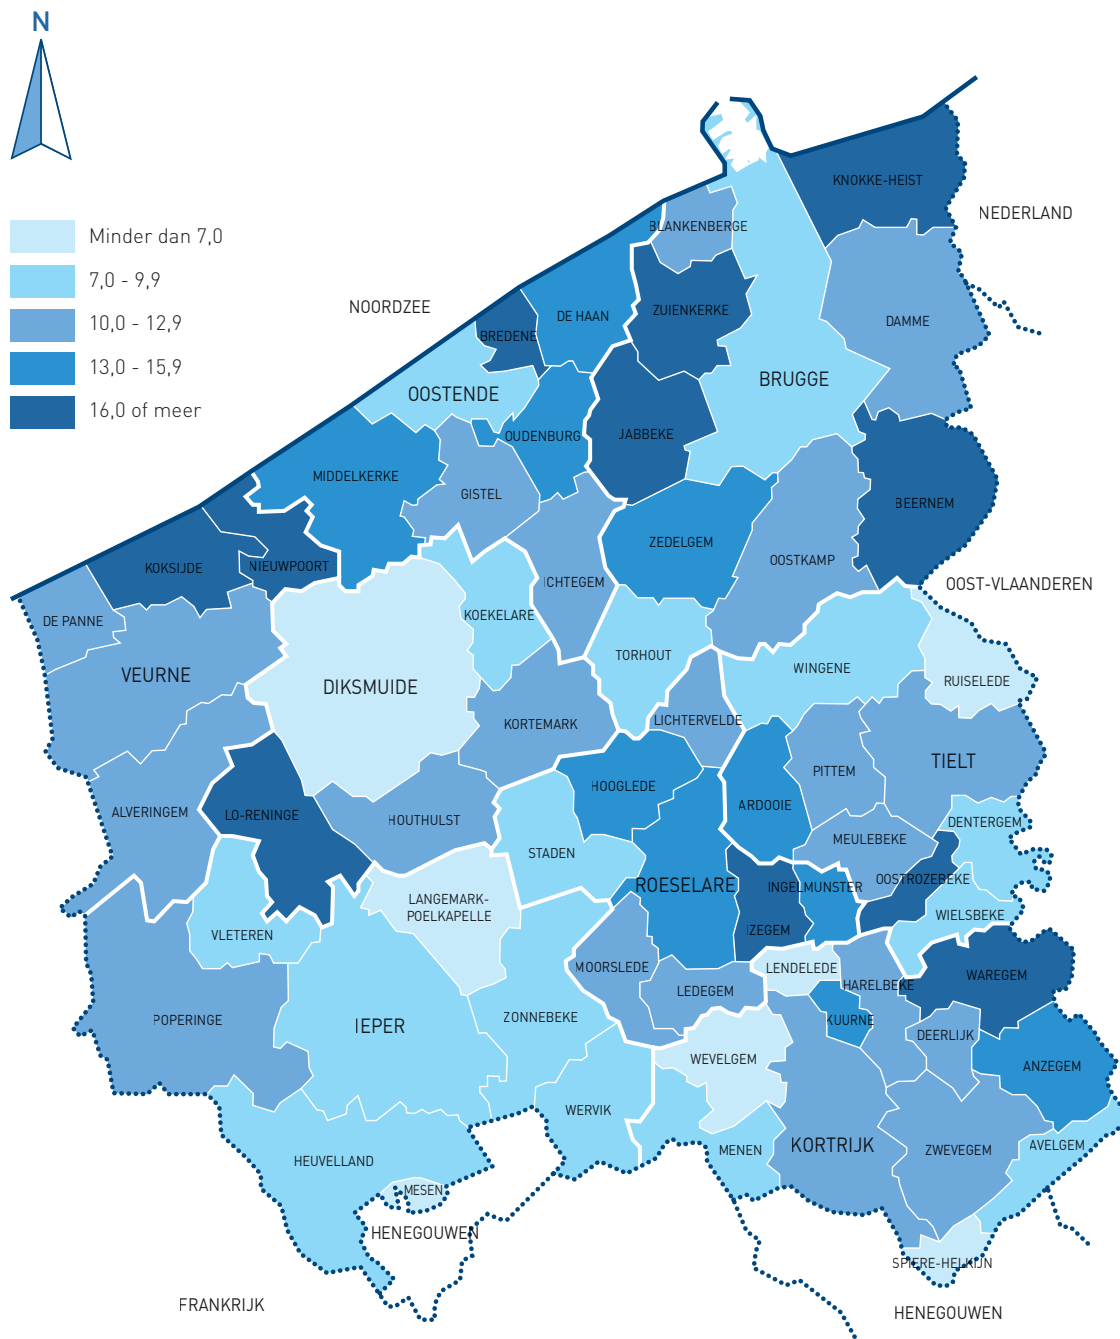 N
Minder dan 7,0
7,0 - 9,9
10,0 - 12,9
13,0 - 15,9
16,0 of meer
NOORDZEE
NEDERLAND
KNOKKE-HEIST
BLANKENBERGE
ZUIENKERKE
DAMME
DE HAAN
BREDENE
BRUGGE
OOSTENDE
OUDENBURG
JABBEKE
MIDDELKERKE
GISTEL
BEERNEM
ZEDELGEM
OOSTKAMP
KOKSIJDE
NIEUWPOORT
ICHTEGEM
OOST-VLAANDEREN
DE PANNE
KOEKELARE
TORHOUT
VEURNE
DIKSMUIDE
WINGENE
RUISELEDE
KORTEMARK
LICHTERVELDE
TIELT
PITTEM
HOOGLEDE
ARDOOIE
ALVERINGEM
LO-RENINGE
HOUTHULST
DENTERGEM
MEULEBEKE
STADEN
OOSTROZEBEKE
ROESELARE
INGELMUNSTER
LANGEMARK-
POELKAPELLE
WIELSBEKE
VLETEREN
IZEGEM
MOORSLEDE
LENDELEDE
WAREGEM
HARELBEKE
LEDEGEM
POPERINGE
IEPER
ZONNEBEKE
KUURNE
DEERLIJK
WEVELGEM
ANZEGEM
WERVIK
KORTRIJK
AVELGEM
MENEN
ZWEVEGEM
HEUVELLAND
MESEN
HENEGOUWEN
SPIERE-HELKIJN
FRANKRIJK
HENEGOUWEN